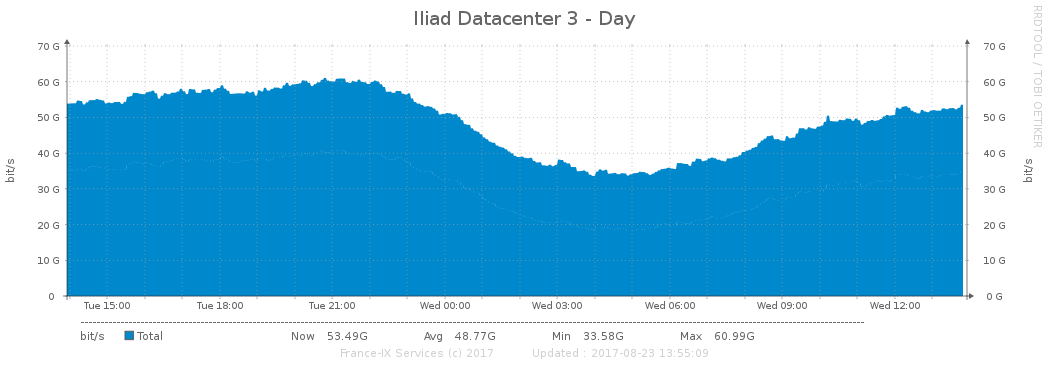 Iliad Datacenter 3 - Day
RRDTOOL / TOBI OETIKER
70 G 70 G
60 G 60 G
50 G 50 G
40 G 40 G
30 G 30 G
20 G 20 G
10 G 10 G
0 0 G
bit/s bit/s
Tue 15:00 Tue 18:00 Tue 21:00 Wed 00:00 Wed 03:00 Wed 06:00 Wed 09:00 Wed 12:00
bit/s Total Now 53.49G Avg 48.77G Min 33.58G Max 60.99G
France-IX Services (c) 2017 Updated : 2017-08-23 13:55:09